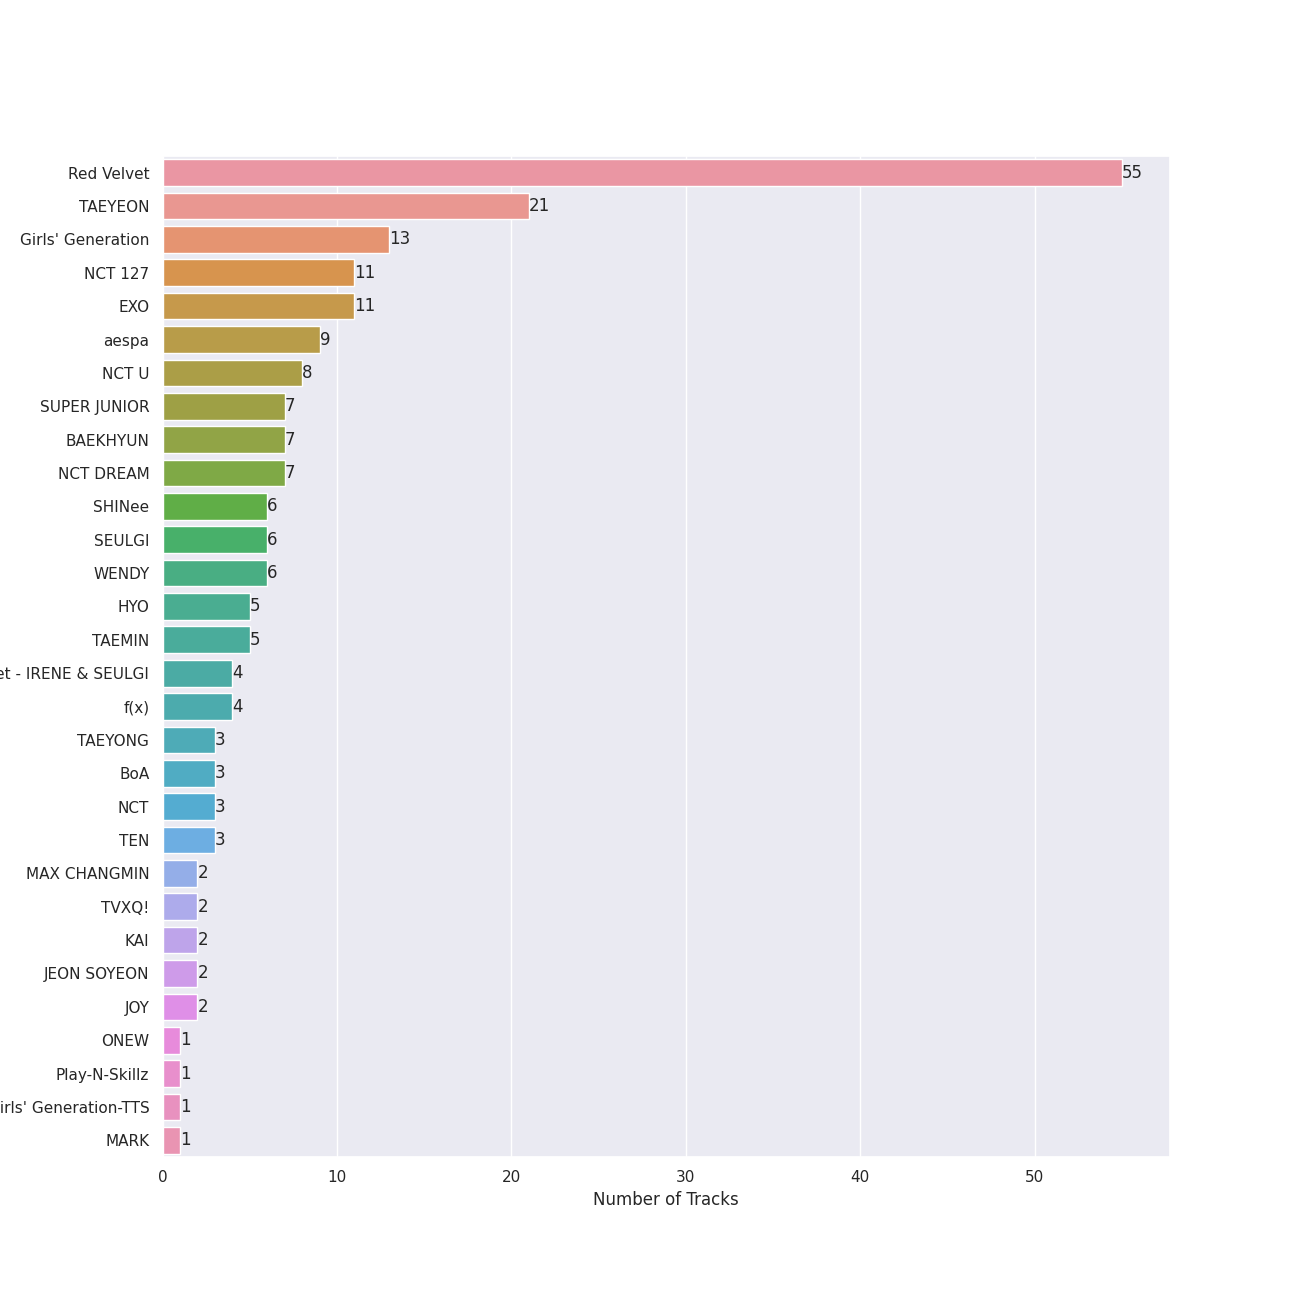 Red Velvet 55
TAEYEON 21
Girls' Generation 13
NCT 127 11
EXO 11
aespa 9
NCT U 8
SUPER JUNIOR 7
BAEKHYUN 7
NCT DREAM 7
SHINee 6
SEULGI 6
WENDY 6
HYO 5
TAEMIN 5
et - IRENE & SEULGI 4
f(x) 4
TAEYONG 3
BoA 3
NCT 3
TEN 3
MAX CHANGMIN 2
TVXQ! 2
KAI 2
JEON SOYEON 2
JOY 2
ONEW 1
Play-N-Skillz 1
irls' Generation-TTS 1
MARK 1
0 10 20 30 40 50
Number of Tracks